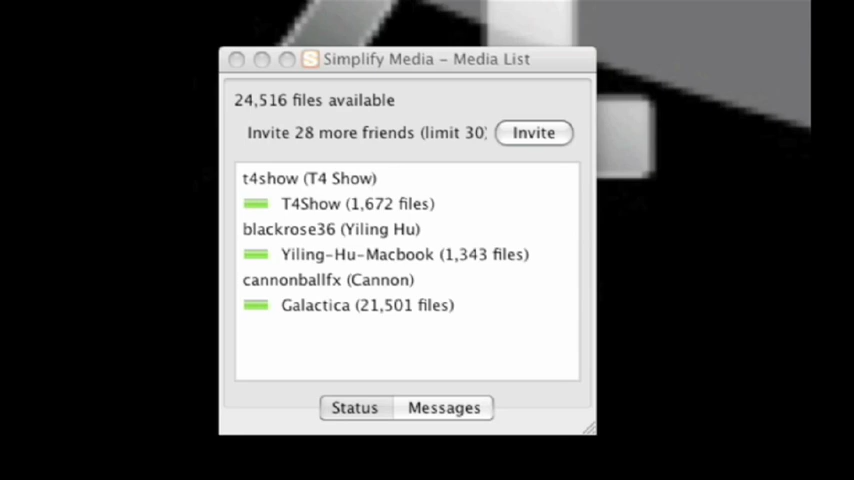 Simplify Media – Media List
24,516 files available
Invite 28 more friends (limit 30)
Invite
t4show (T4 Show)
T4Show (1,672 files)
blackrose36 (Yiling Hu)
Yiling-Hu-Macbook (1,343 files)
cannonballfx (Cannon)
Galactica (21,501 files)
Status
Messages